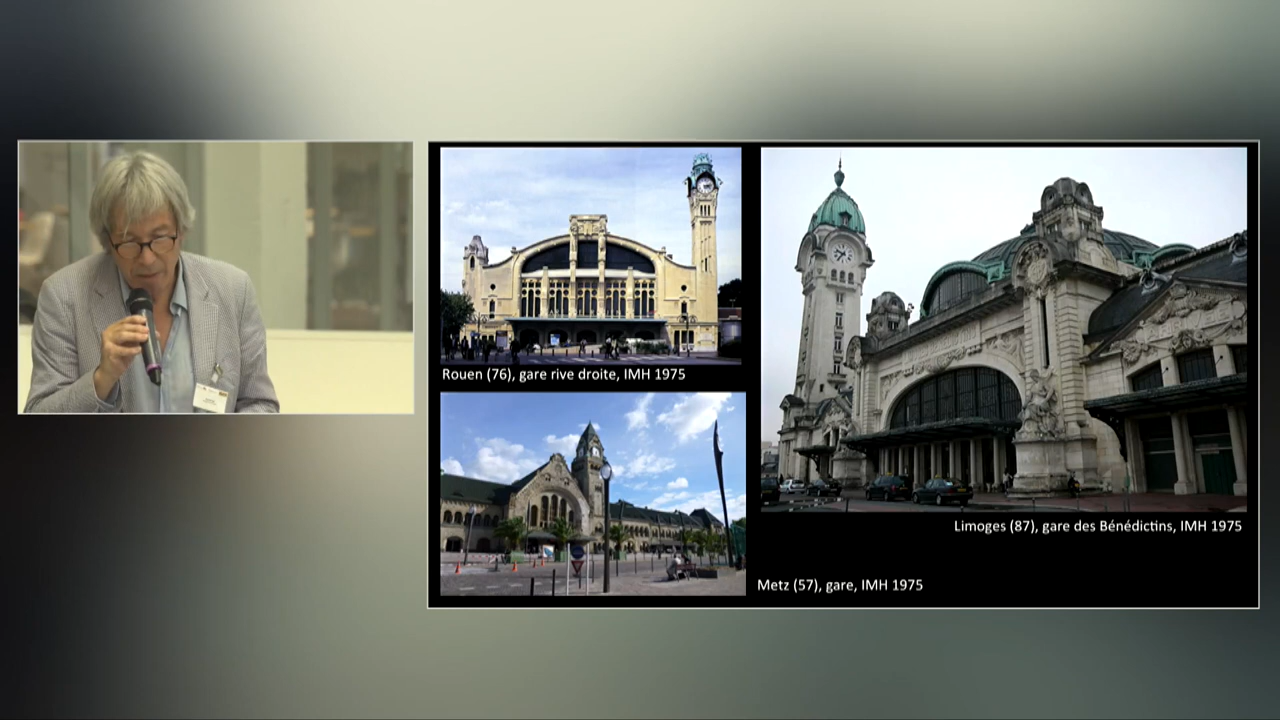 Rouen (76), gare rive droite, IMH 1975
Limoges (87), gare des Bénédictins, IMH 1975
Metz (57), gare, IMH 1975